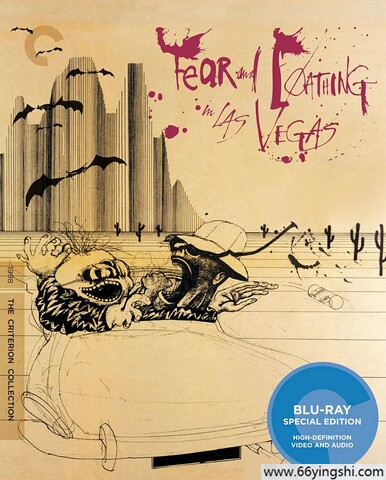 Fear and Loathing
in Las Vegas
1998
THE CRITERION COLLECTION
BLU-RAY
SPECIAL EDITION
HIGH-DEFINITION
VIDEO AND AUDIO
www.66yingshi.com